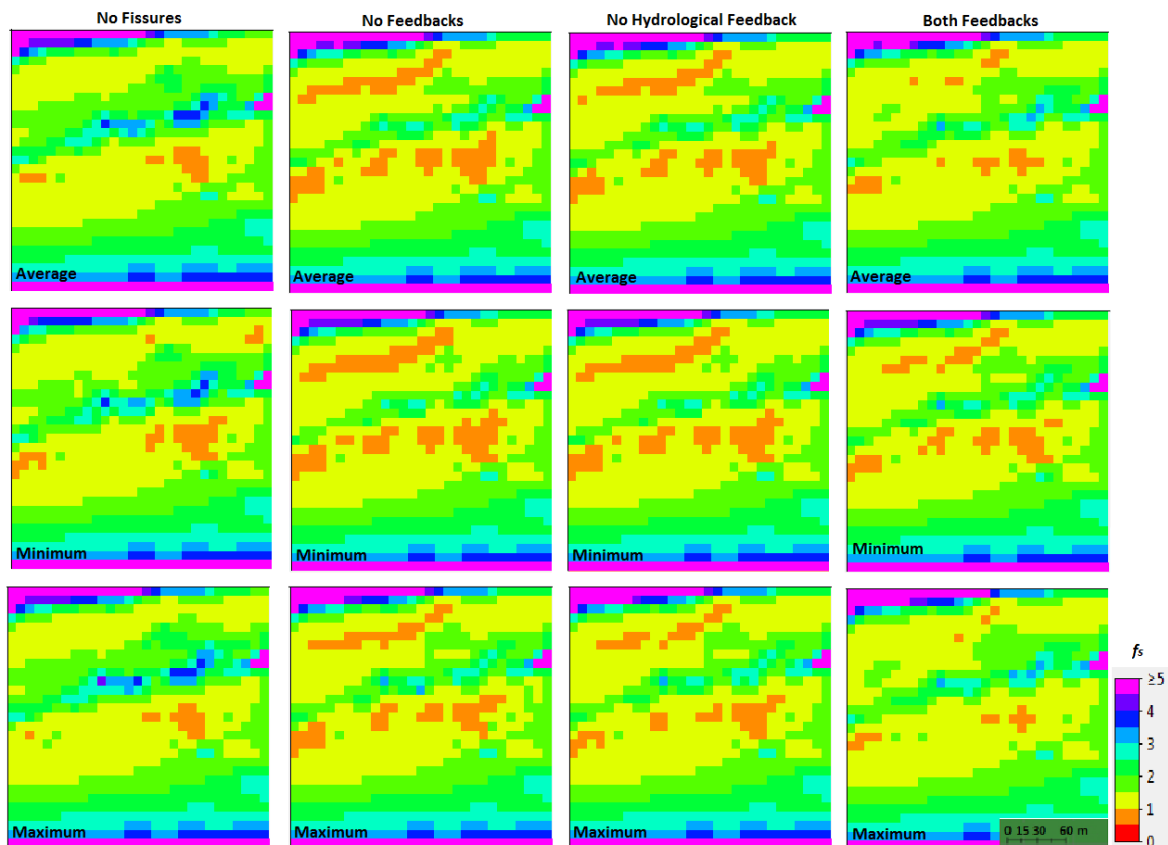 No Fissures No Feedbacks No Hydrological Feedback Both Feedbacks
Average Average Average Average
Minimum Minimum Minimum Minimum
Maximum Maximum Maximum Maximum
fs
≥5
4
3
2
1
0
0 15 30 60 m